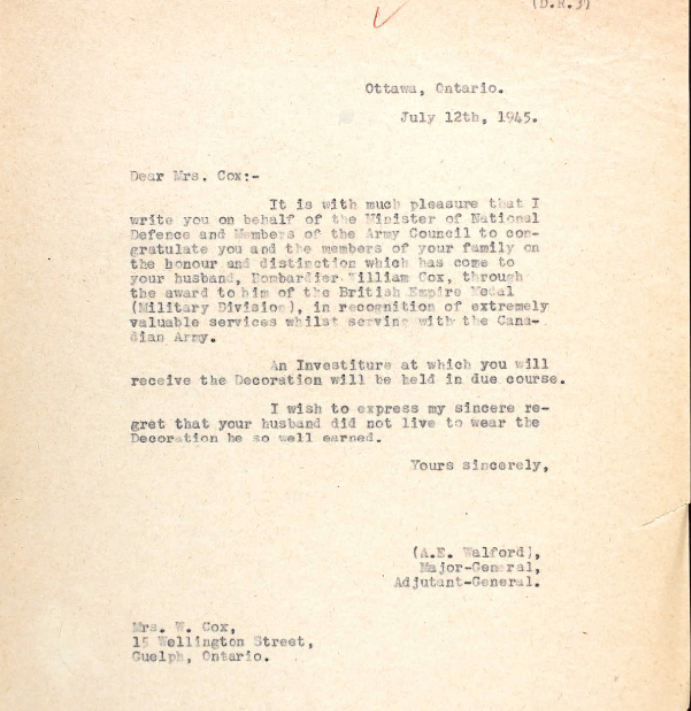 (D.R.3)
Ottawa, Ontario.
July 12th, 1945.
Dear Mrs. Cox:-
It is with much pleasure that I
write you on behalf of the Minister of National
Defence and Members of the Army Council to con-
gratulate you and the members of your family on
the honour and distinction which has come to
your husband, Bombardier William Cox, through
the award to him of the British Empire Medal
(Military Division), in recognition of extremely
valuable services whilst serving with the Cana-
dian Army.
An Investiture at which you will
receive the Decoration will be held in due course.
I wish to express my sincere re-
gret that your husband did not live to wear the
Decoration he so well earned.
Yours sincerely,
(A.E. Walford),
Major-General,
Adjutant-General.
Mrs. W. Cox,
15 Wellington Street,
Guelph, Ontario.